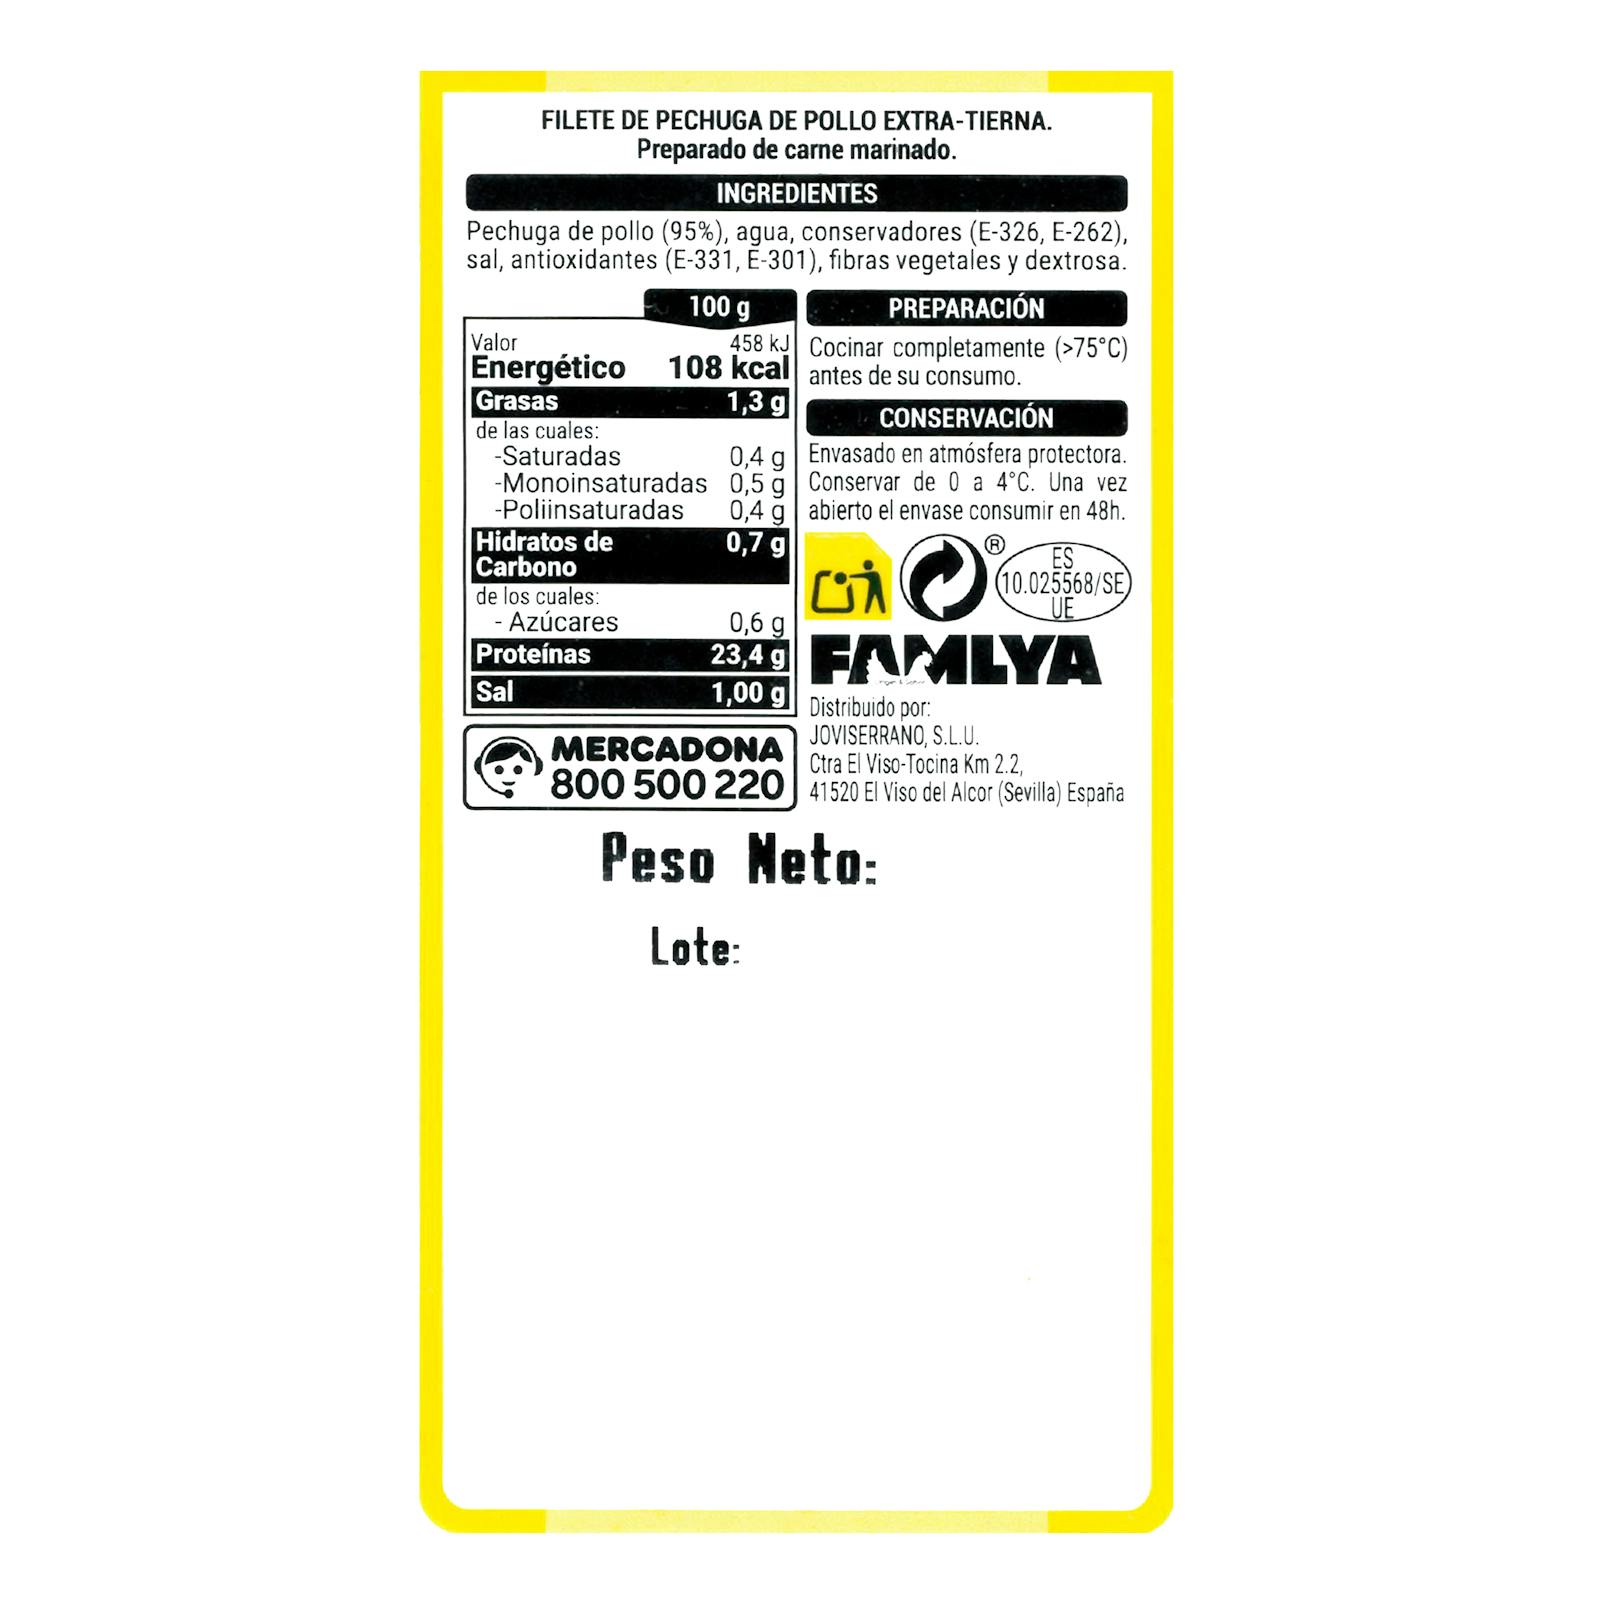 FILETE DE PECHUGA DE POLLO EXTRA-TIERNA.
Preparado de carne marinado.
INGREDIENTES
Pechuga de pollo (95%), agua, conservadores (E-326, E-262),
sal, antioxidantes (E-331, E-301), fibras vegetales y dextrosa.
100 g
Valor 458 kJ
Energético 108 kcal
Grasas 1,3 g
de las cuales:
-Saturadas 0,4 g
-Monoinsaturadas 0,5 g
-Poliinsaturadas 0,4 g
Hidratos de 0,7 g
Carbono
de los cuales:
- Azúcares 0,6 g
Proteínas 23,4 g
Sal 1,00 g
MERCADONA
800 500 220
PREPARACIÓN
Cocinar completamente (>75°C)
antes de su consumo.
CONSERVACIÓN
Envasado en atmósfera protectora.
Conservar de 0 a 4°C. Una vez
abierto el envase consumir en 48h.
®
ES
10.025568/SE
UE
FAMLYA
Distribuido por:
JOVISERRANO, S.L.U.
Ctra El Viso-Tocina Km 2.2,
41520 El Viso del Alcor (Sevilla) España
Peso Neto:
Lote: